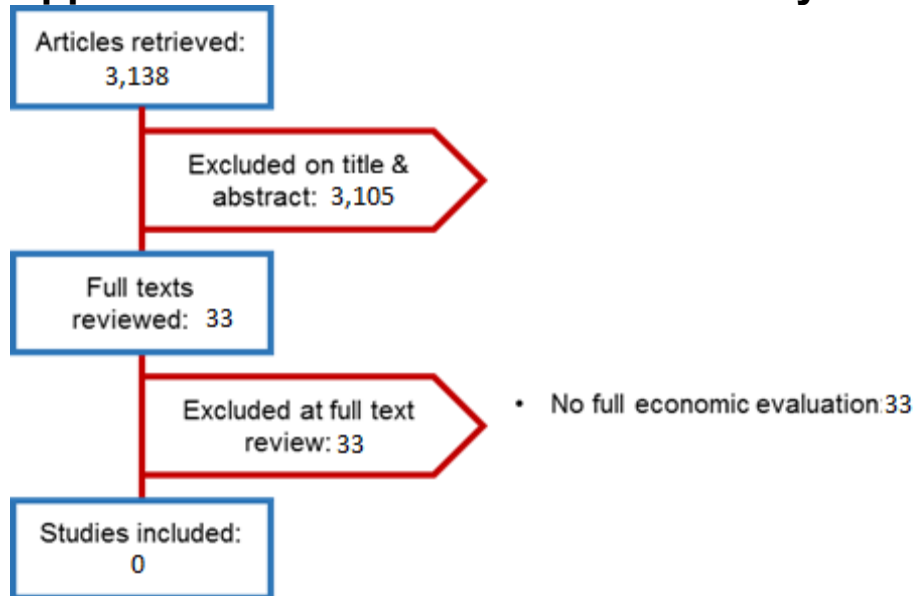 Articles retrieved:
3,138
Excluded on title &
abstract: 3,105
Full texts
reviewed: 33
Excluded at full text
review: 33
• No full economic evaluation:33
Studies included:
0